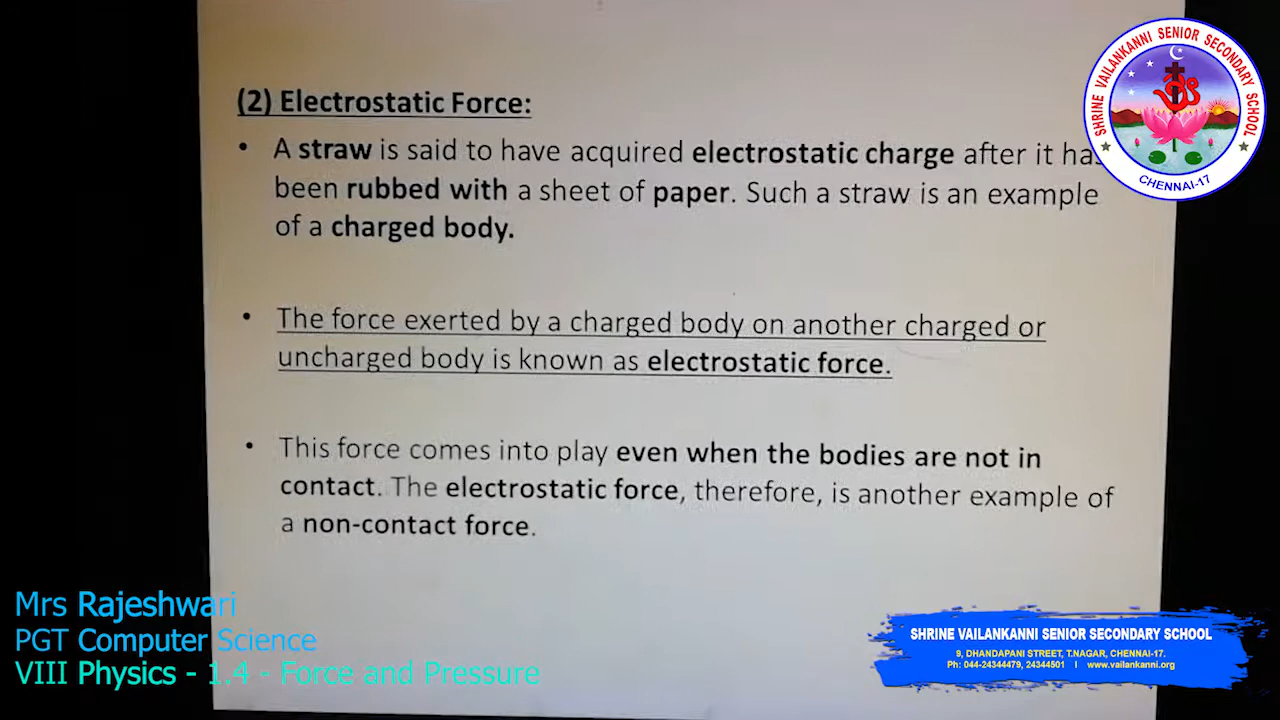 (2) Electrostatic Force:
• A straw is said to have acquired electrostatic charge after it has
been rubbed with a sheet of paper. Such a straw is an example
of a charged body.
• The force exerted by a charged body on another charged or
uncharged body is known as electrostatic force.
• This force comes into play even when the bodies are not in
contact. The electrostatic force, therefore, is another example of
a non-contact force.
SHRINE VAILANKANNI SENIOR SECONDARY SCHOOL
CHENNAI-17
Mrs Rajeshwari
PGT Computer Science
VIII Physics - 1.4 - Force and Pressure
SHRINE VAILANKANNI SENIOR SECONDARY SCHOOL
9, DHANDAPANI STREET, T.NAGAR, CHENNAI-17.
Ph: 044-24344479, 24344501 I www.vailankanni.org